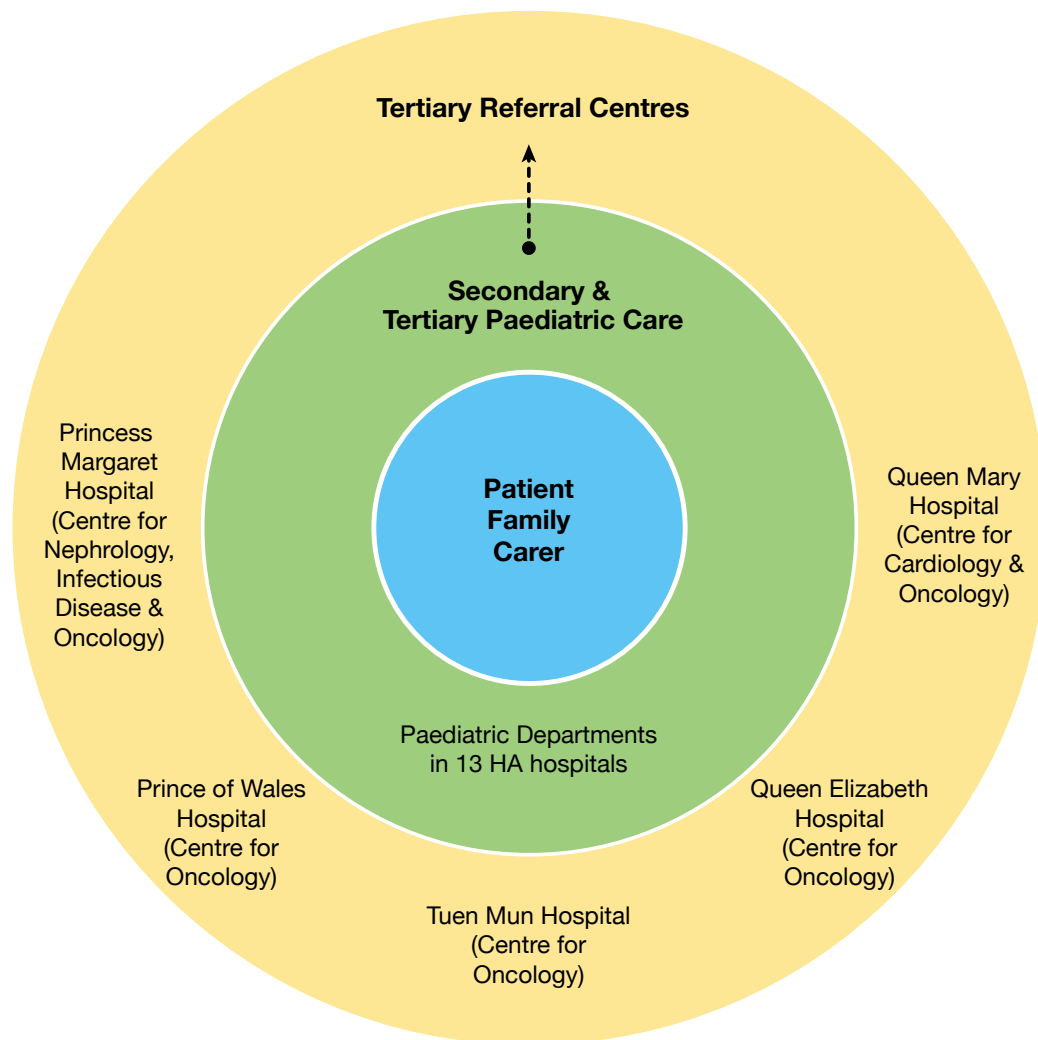 Tertiary Referral Centres
Secondary &
Tertiary Paediatric Care
Patient
Family
Carer
Paediatric Departments
in 13 HA hospitals
Princess
Margaret
Hospital
(Centre for
Nephrology,
Infectious
Disease &
Oncology)
Prince of Wales
Hospital
(Centre for
Oncology)
Tuen Mun Hospital
(Centre for
Oncology)
Queen Elizabeth
Hospital
(Centre for
Oncology)
Queen Mary
Hospital
(Centre for
Cardiology &
Oncology)